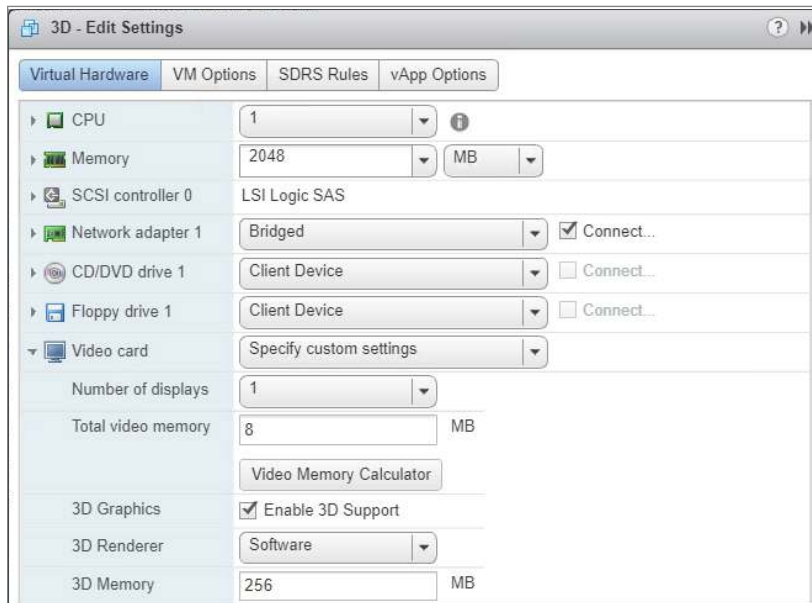 3D - Edit Settings
Virtual Hardware VM Options SDRS Rules vApp Options
CPU 1
Memory 2048 MB
SCSI controller 0 LSI Logic SAS
Network adapter 1 Bridged Connect...
CD/DVD drive 1 Client Device Connect...
Floppy drive 1 Client Device Connect...
Video card Specify custom settings
Number of displays 1
Total video memory 8 MB
Video Memory Calculator
3D Graphics Enable 3D Support
3D Renderer Software
3D Memory 256 MB